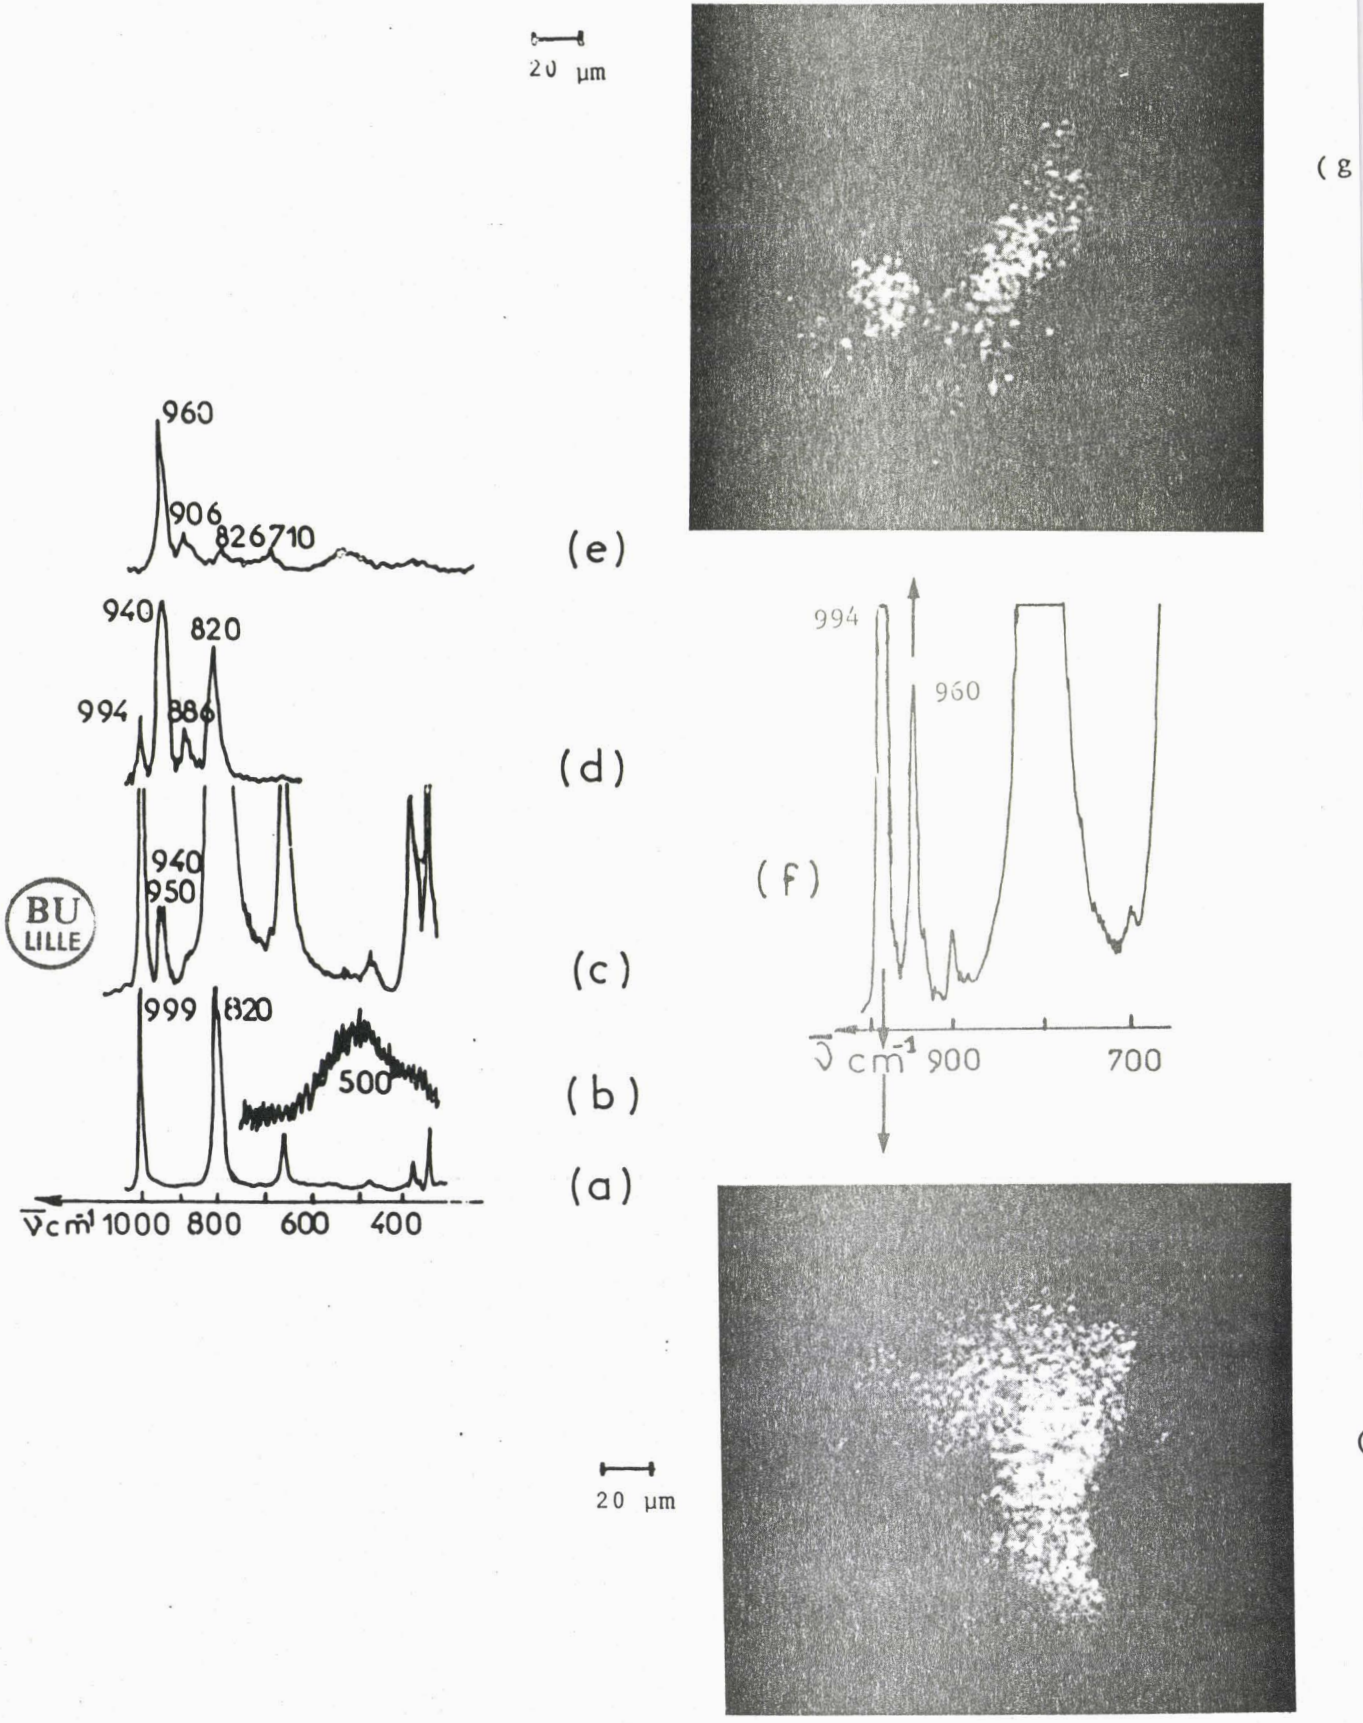 20 μm
(g
960
906
826 710
(e)
940
820
994
886
(d)
994
960
940
950
(f)
BU
LILLE
(c)
999
820
500
(b)
ν̅ cm⁻¹ 900 700
(a)
ν̅cm⁻¹ 1000 800 600 400
(
20 μm